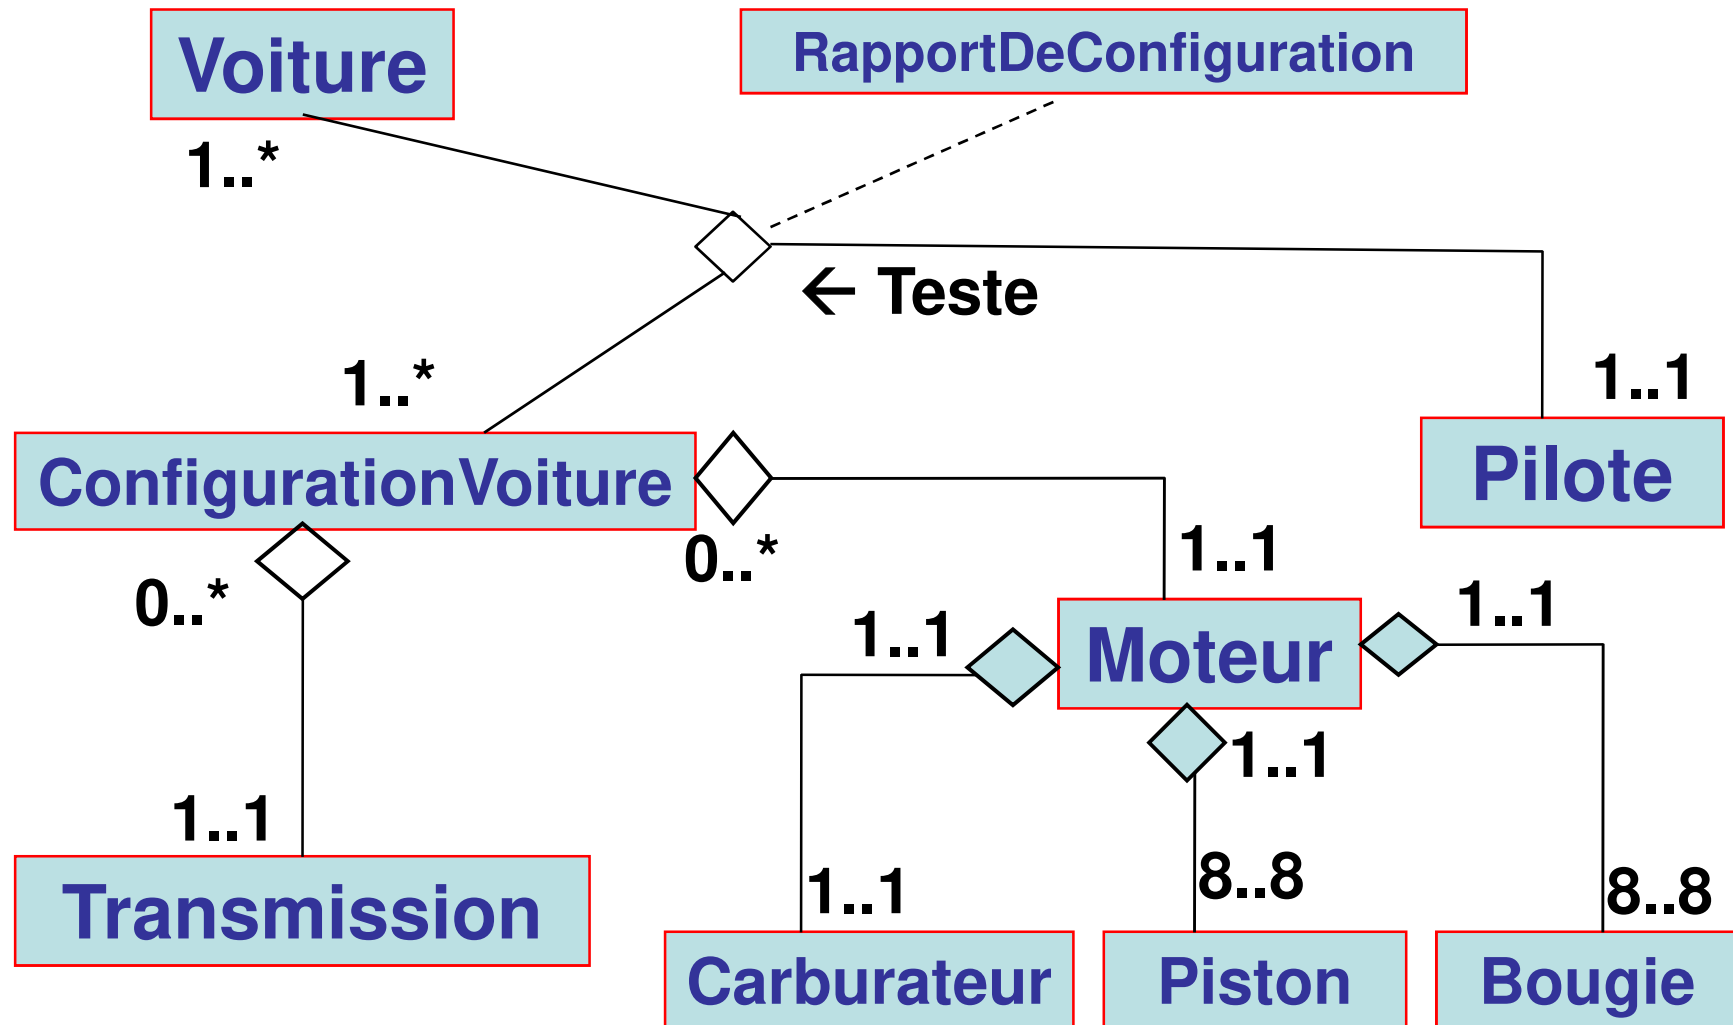 Voiture
RapportDeConfiguration
1..*
← Teste
1..*
1..1
ConfigurationVoiture
Pilote
0..*
1..1
0..*
1..1
1..1
Moteur
1..1
1..1
Transmission
1..1
8..8
8..8
Carburateur
Piston
Bougie